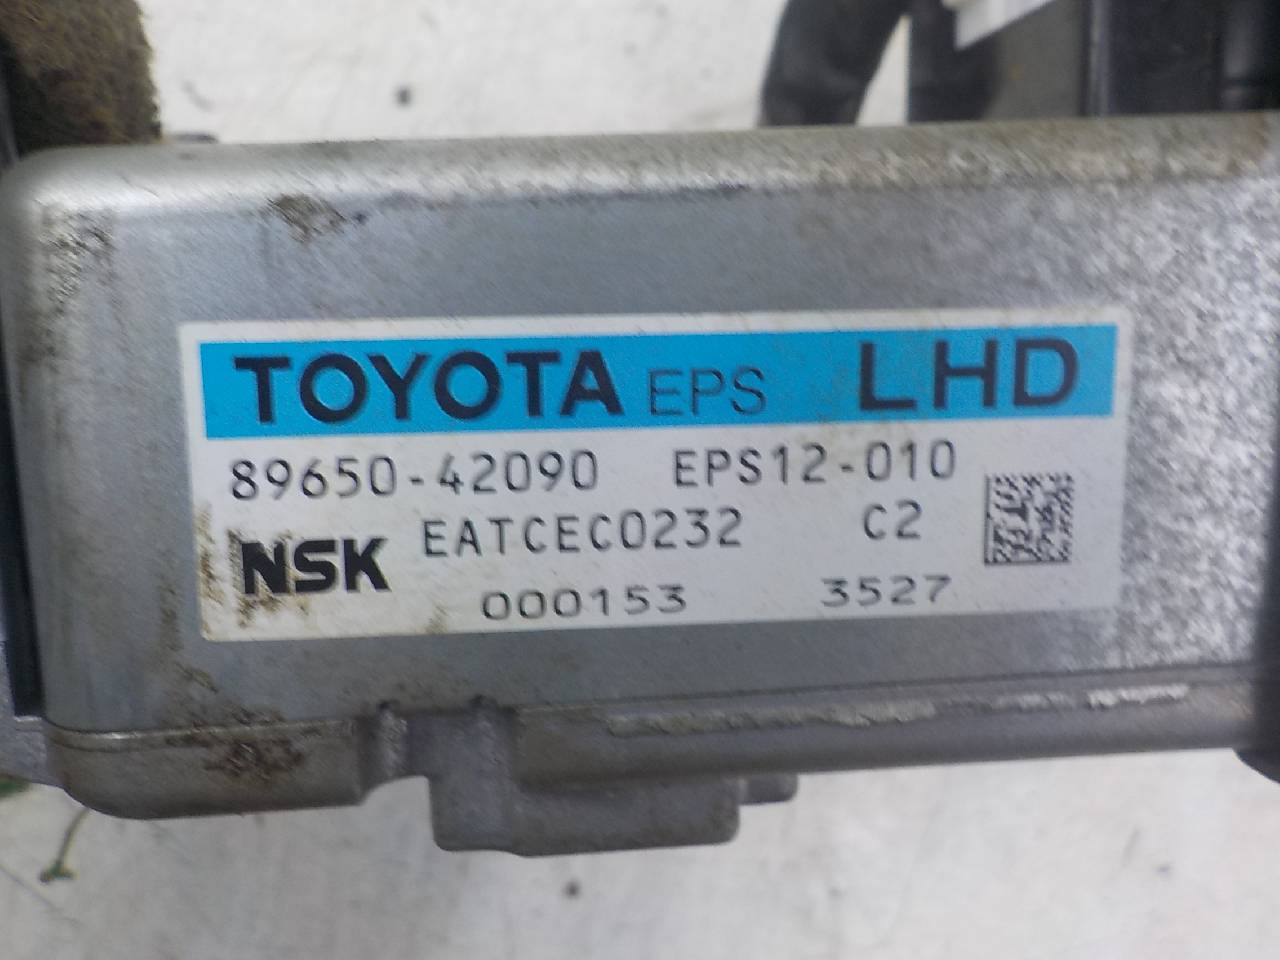 TOYOTA EPS LHD
89650-42090 EPS12-010
NSK EATCEC0232 C2
000153 3527